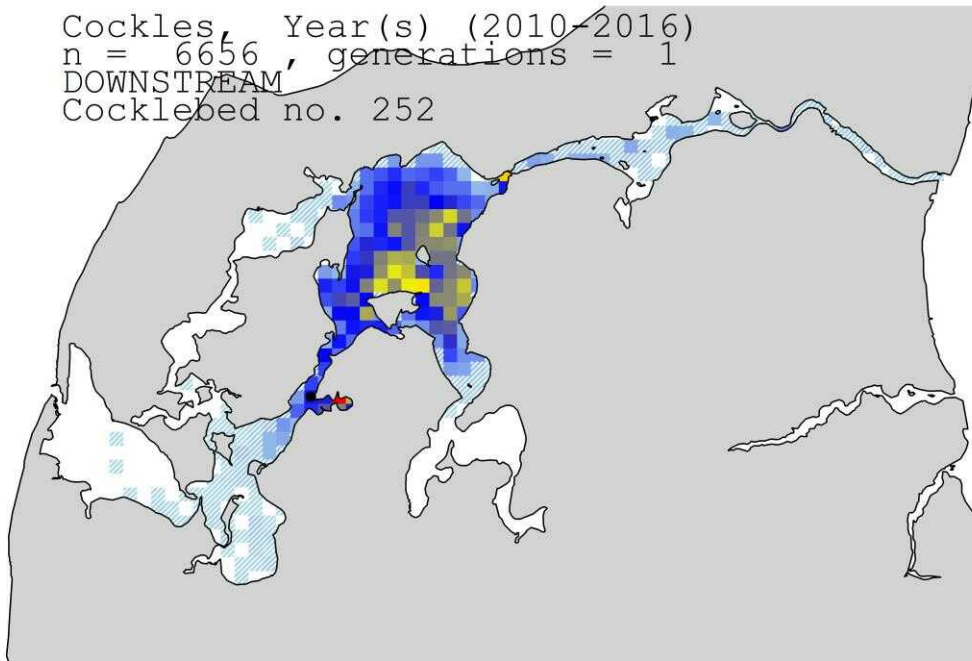 Cockles, Year(s) (2010-2016)
n = 6656 , generations = 1
DOWNSTREAM
Cocklebed no. 252